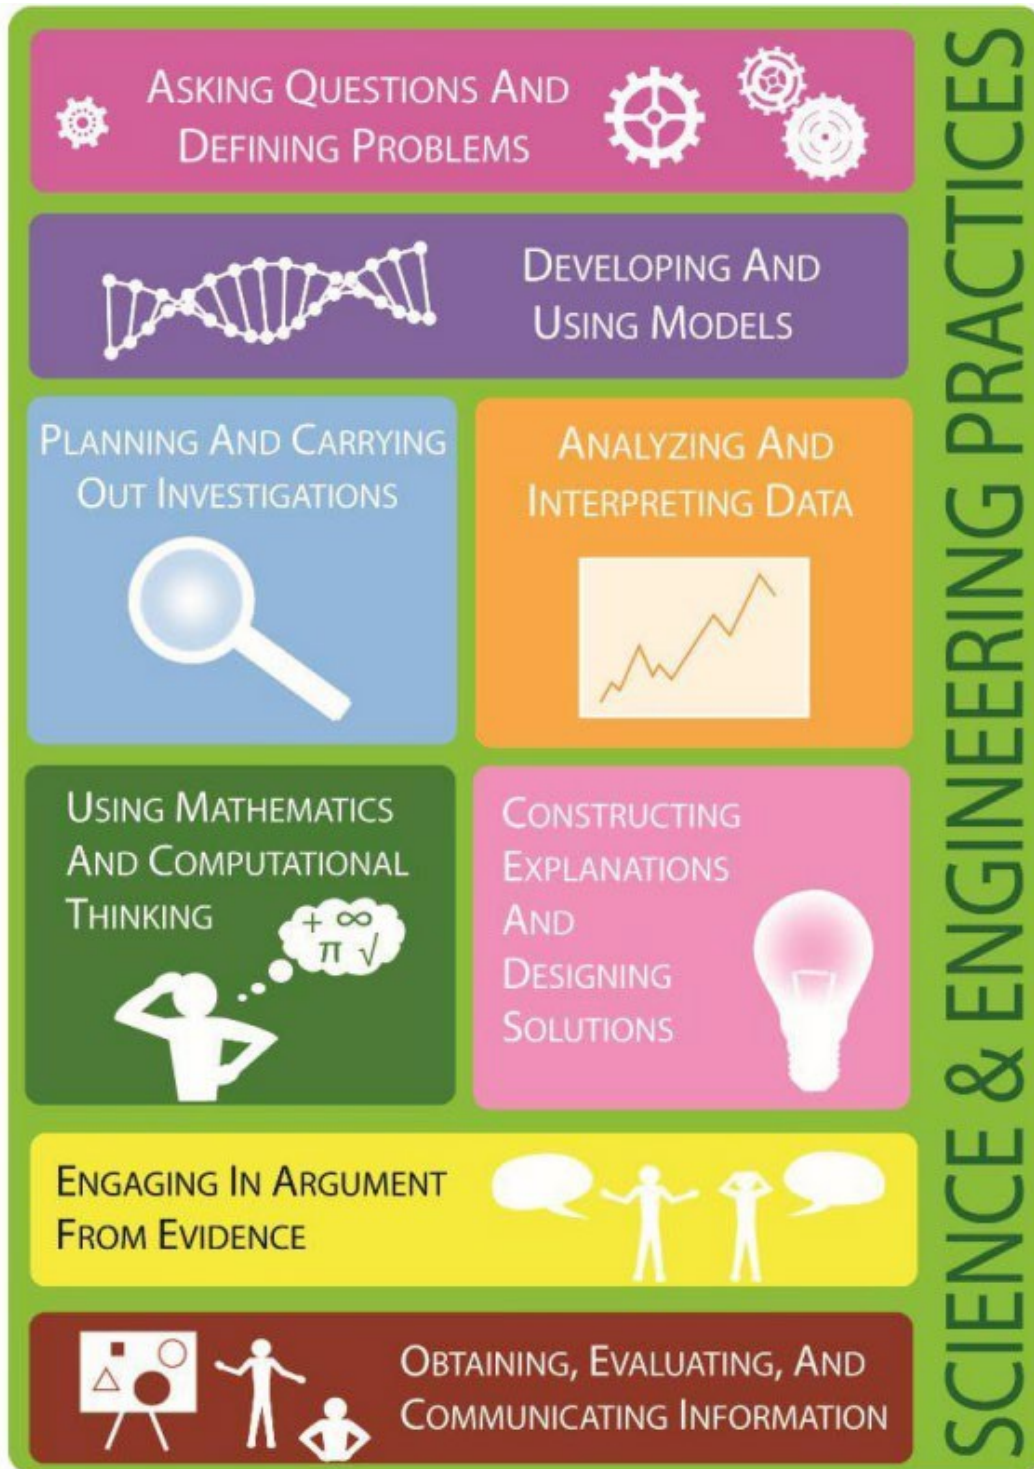 ASKING QUESTIONS AND
DEFINING PROBLEMS
DEVELOPING AND
USING MODELS
PLANNING AND CARRYING
OUT INVESTIGATIONS
ANALYZING AND
INTERPRETING DATA
USING MATHEMATICS
AND COMPUTATIONAL
THINKING
+ ∞
π √
CONSTRUCTING
EXPLANATIONS
AND
DESIGNING
SOLUTIONS
ENGAGING IN ARGUMENT
FROM EVIDENCE
OBTAINING, EVALUATING, AND
COMMUNICATING INFORMATION
SCIENCE & ENGINEERING PRACTICES